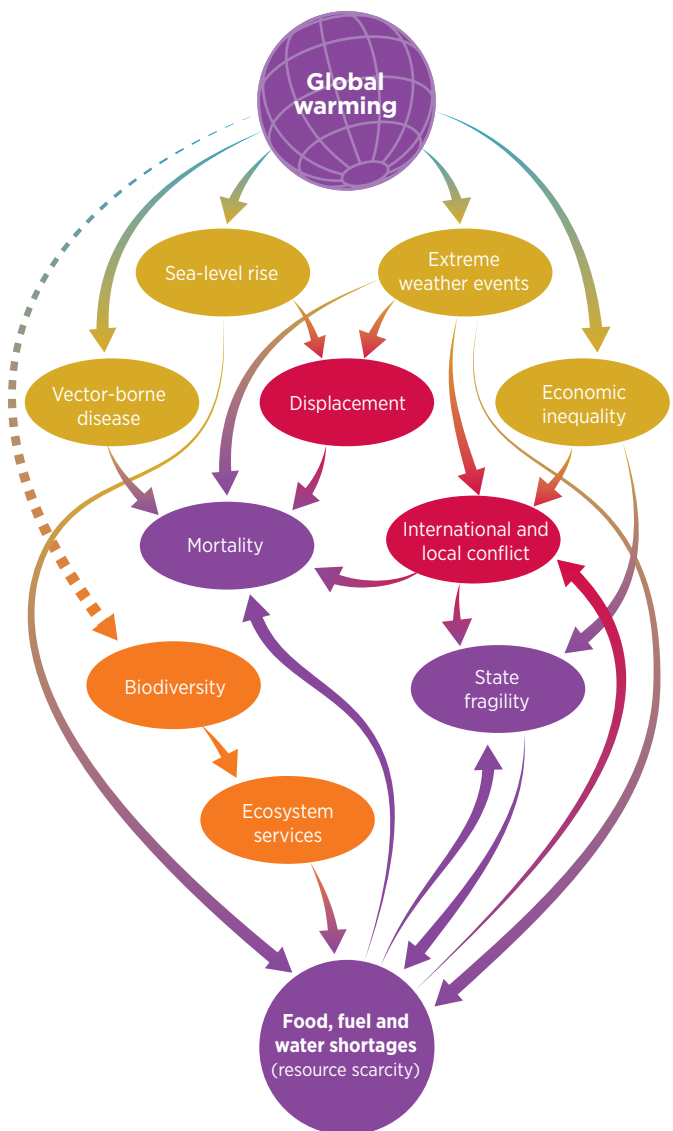 Global
warming
Sea-level rise
Extreme
weather events
Vector-borne
disease
Displacement
Economic
inequality
Mortality
International and
local conflict
Biodiversity
State
fragility
Ecosystem
services
Food, fuel and
water shortages
(resource scarcity)